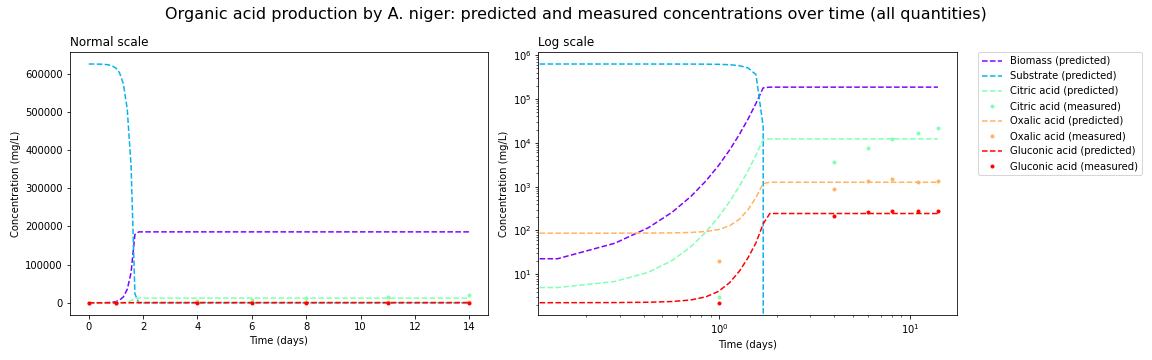 Organic acid production by A. niger: predicted and measured concentrations over time (all quantities)
Normal scale
600000
500000
400000
300000
200000
100000
0
Concentration (mg/L)
0 2 4 6 8 10 12 14
Time (days)
Log scale
10^6
10^5
10^4
10^3
10^2
10^1
Concentration (mg/L)
10^0 10^1
Time (days)
Biomass (predicted)
Substrate (predicted)
Citric acid (predicted)
Citric acid (measured)
Oxalic acid (predicted)
Oxalic acid (measured)
Gluconic acid (predicted)
Gluconic acid (measured)